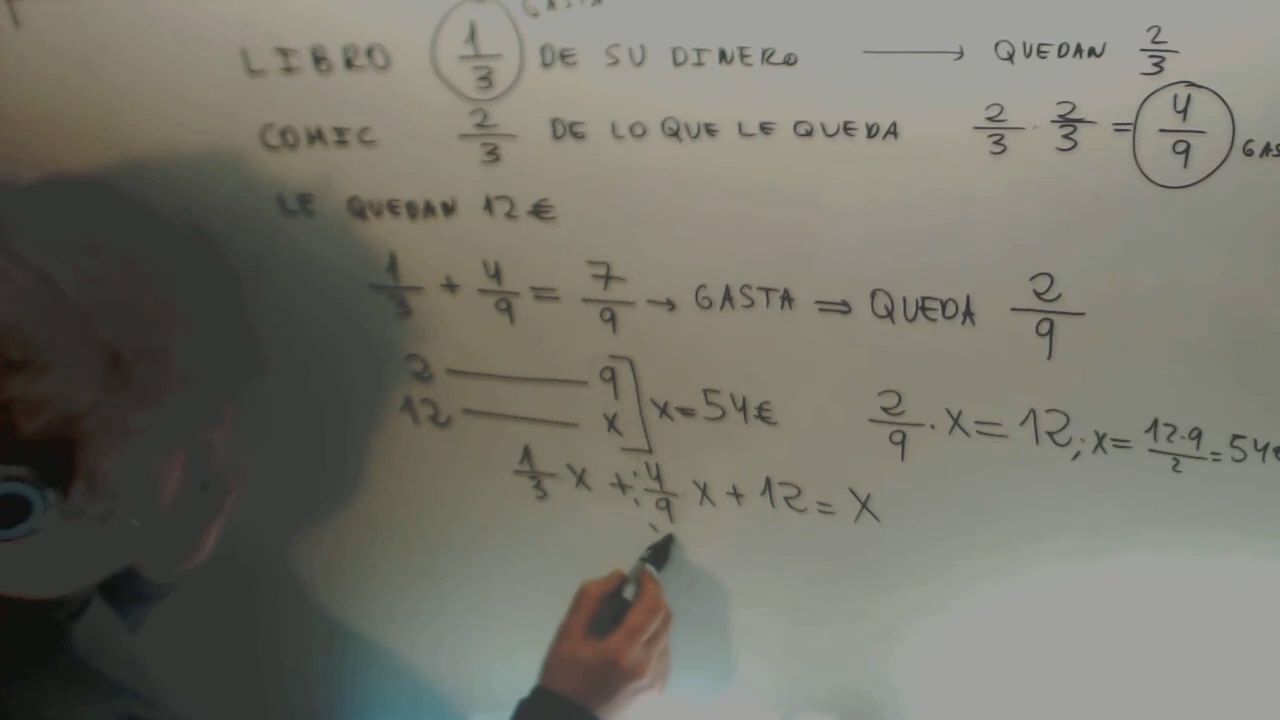 LIBRO 1/3 DE SU DINERO → QUEDAN 2/3
COMIC 2/3 DE LO QUE LE QUEDA 2/3 · 2/3 = 4/9
LE QUEDAN 12€
1/3 + 4/9 = 7/9 → GASTA ⇒ QUEDA 2/9
2 — 9
12 — x ] x = 54€
2/9 · x = 12; x = 12·9/2 = 54€
1/3 x + 4/9 x + 12 = x